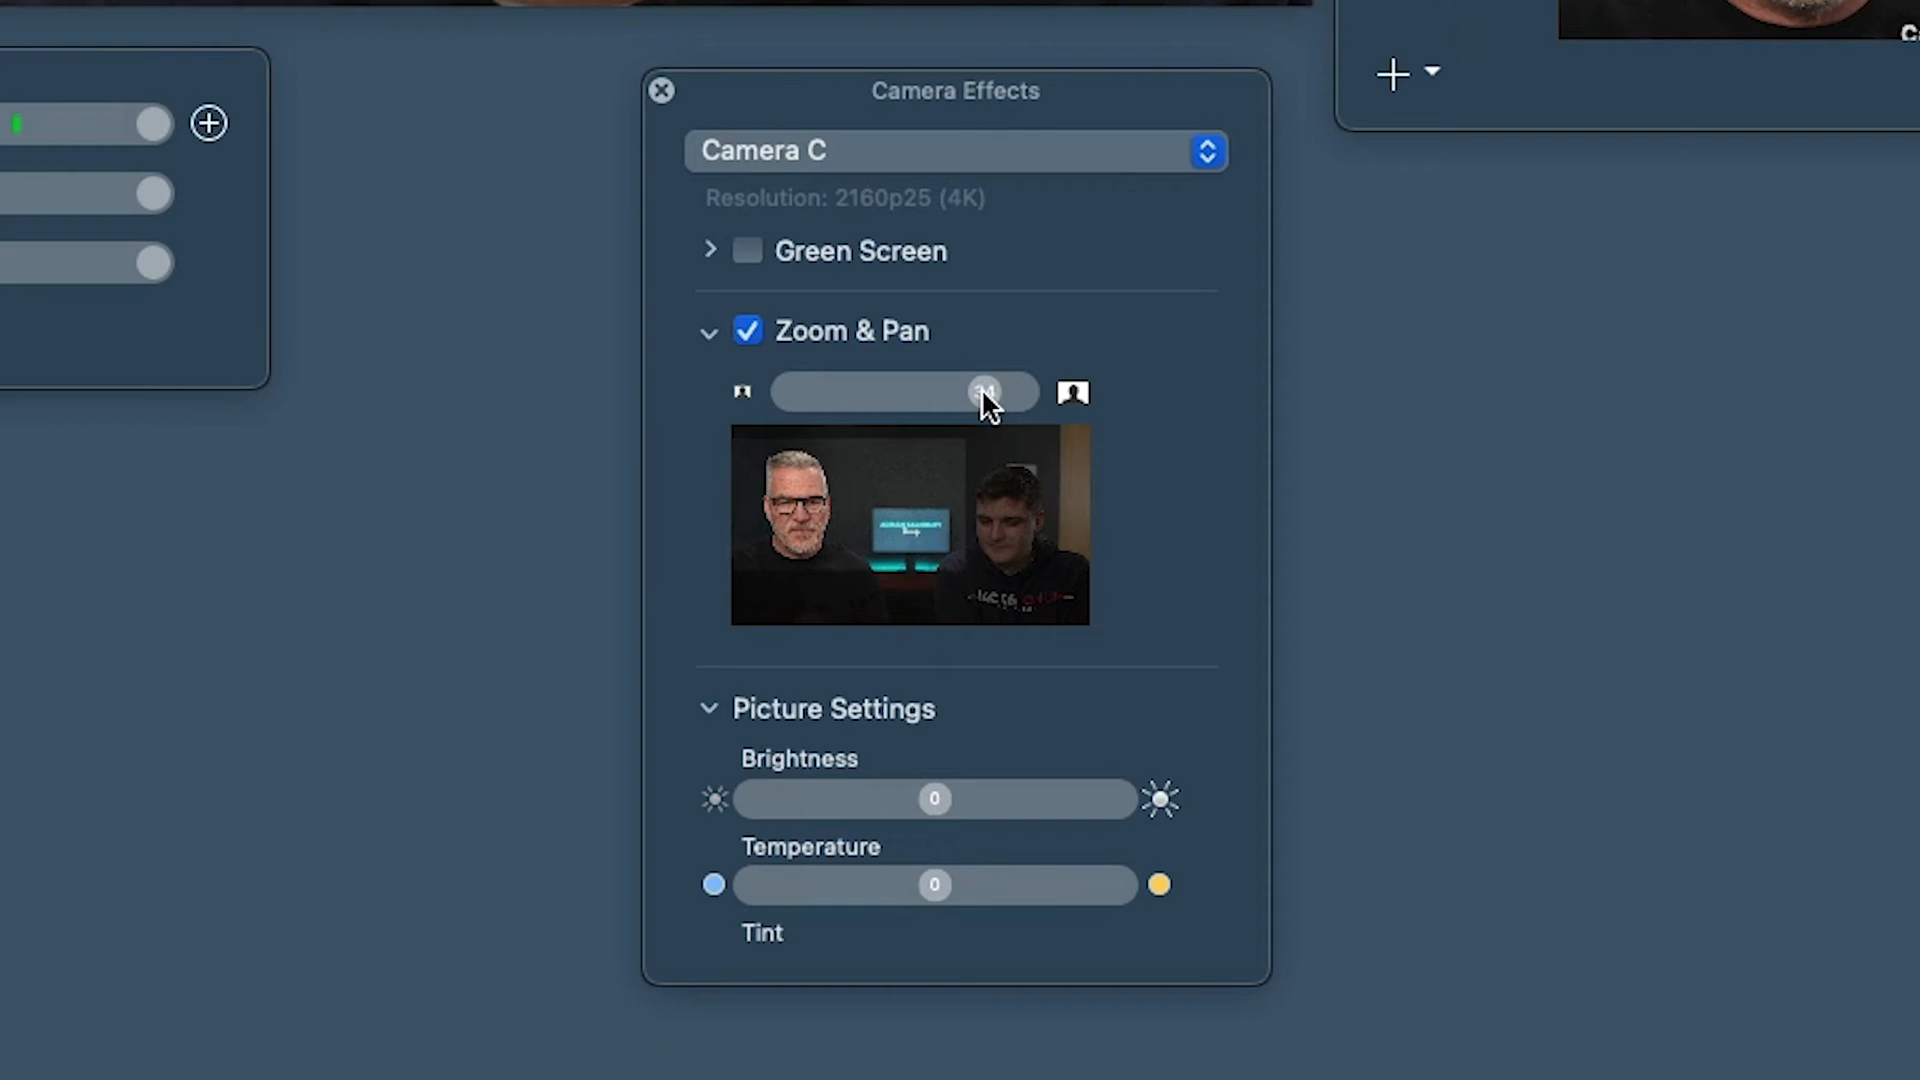 Camera Effects
Camera C
Resolution: 2160p25 (4K)
Green Screen
Zoom & Pan
Picture Settings
Brightness
0
Temperature
0
Tint